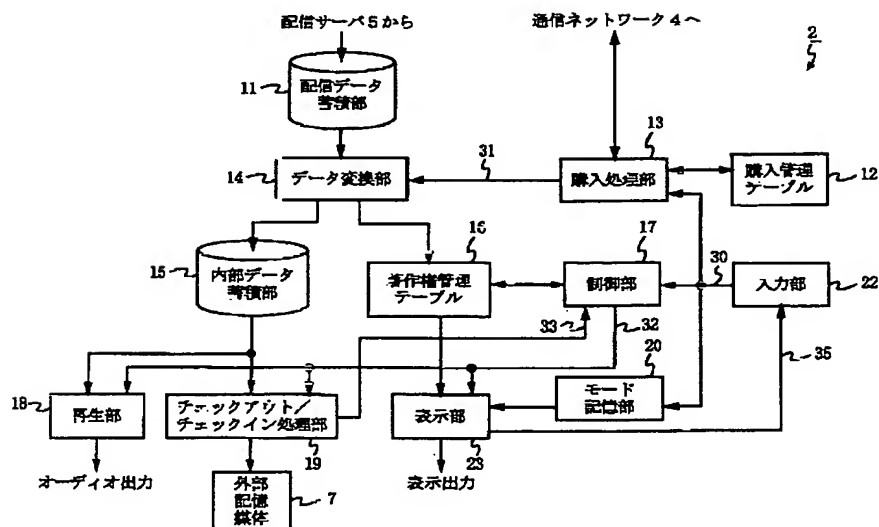 配信サーバ5から
通信ネットワーク4へ
2
11
配信データ
蓄積部
13
31
14
データ変換部
購入処理部
購入管理
テーブル
12
16
17
15
内部データ
蓄積部
著作権管理
テーブル
制御部
30
入力部
22
33
32
20
35
18
再生部
チェックアウト/
チェックイン処理部
表示部
モード
記憶部
19
23
オーディオ出力
外部
記憶
媒体
7
表示出力